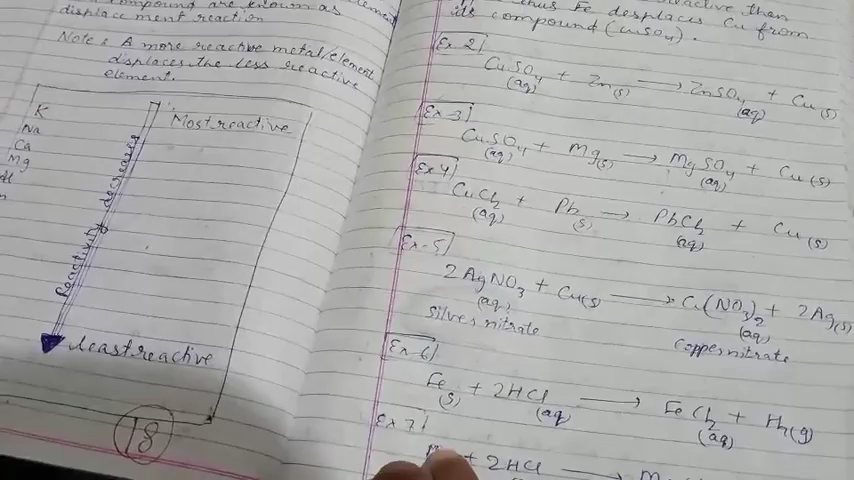 compound are known as
displace ment reaction
Note: A more reactive metal/element
displaces the less reactive
element.
K
Na
Ca
Mg
Most reactive
Reactivity decreases
Least reactive
18
thus Fe desplaces Cu from
its compound (CuSO4).
Ex-2
CuSO4 (aq) + Zn(s) → ZnSO4 (aq) + Cu(s)
Ex-3
CuSO4 (aq) + Mg(s) → MgSO4 (aq) + Cu(s)
Ex 4
CuCl2 (aq) + Pb(s) → PbCl2 (aq) + Cu(s)
Ex-5
2AgNO3 (aq) + Cu(s) → Cu(NO3)2 (aq) + 2Ag(s)
Silver nitrate
Copper nitrate
Ex-6
Fe(s) + 2HCl (aq) → FeCl2 (aq) + H2(g)
Ex 7
+ 2HCl →